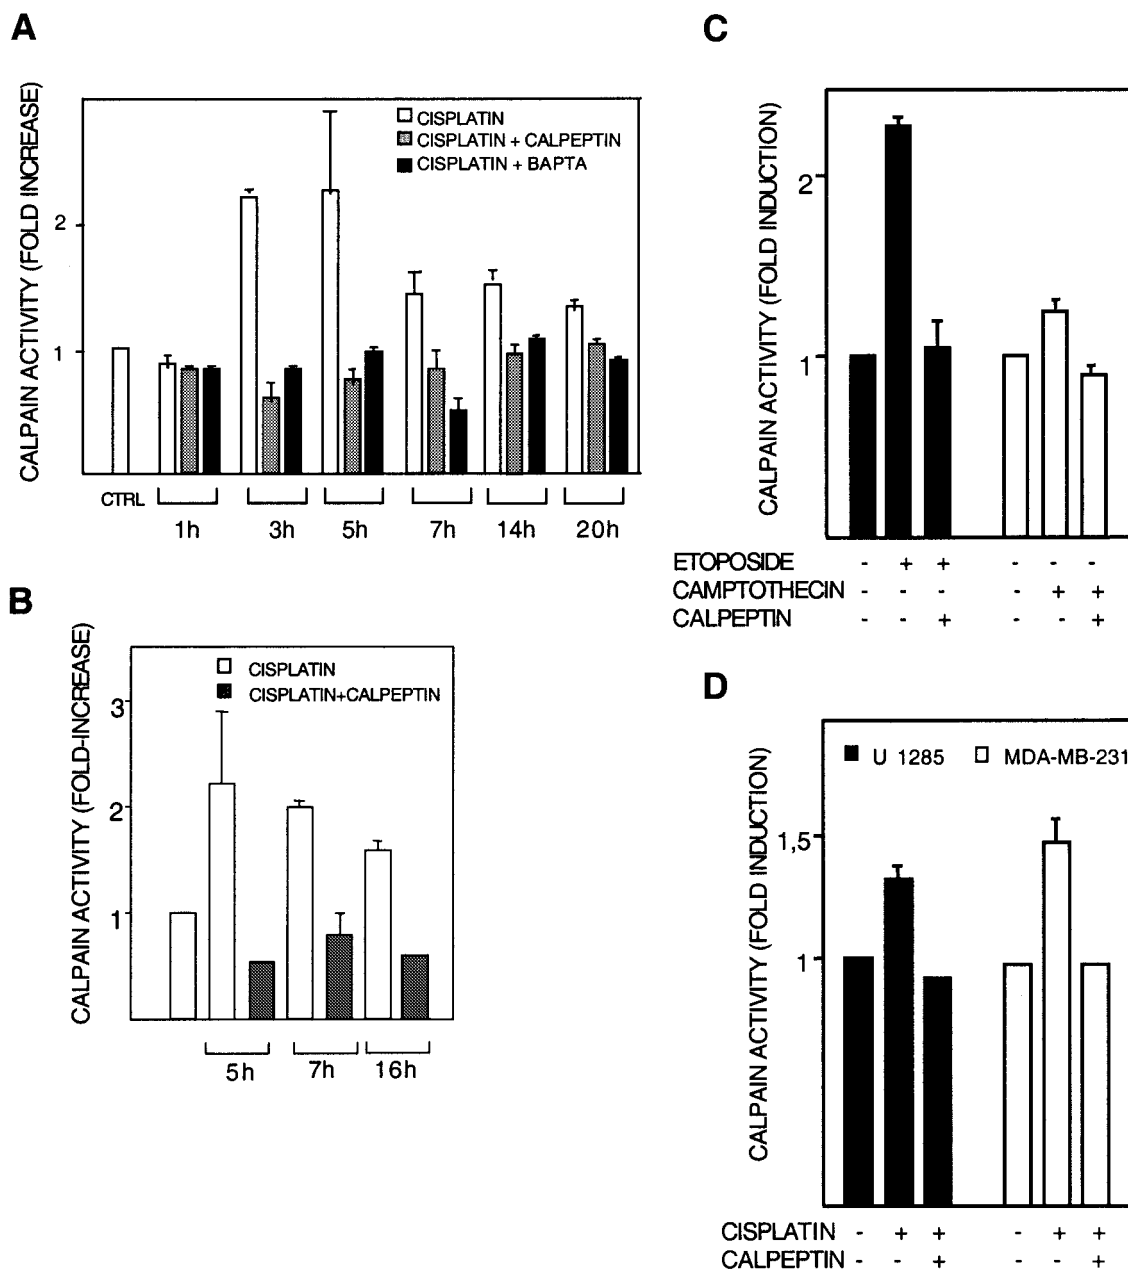 A
CALPAIN ACTIVITY (FOLD INCREASE)
2
1
CISPLATIN
CISPLATIN + CALPEPTIN
CISPLATIN + BAPTA
CTRL
1h 3h 5h 7h 14h 20h
B
CALPAIN ACTIVITY (FOLD-INCREASE)
3
2
1
CISPLATIN
CISPLATIN+CALPEPTIN
5h 7h 16h
C
CALPAIN ACTIVITY (FOLD INDUCTION)
2
1
ETOPOSIDE - + + - - -
CAMPTOTHECIN - - - - + +
CALPEPTIN - - + - - +
D
CALPAIN ACTIVITY (FOLD INDUCTION)
U 1285 MDA-MB-231
1,5
1
CISPLATIN - + + - + +
CALPEPTIN - - + - - +